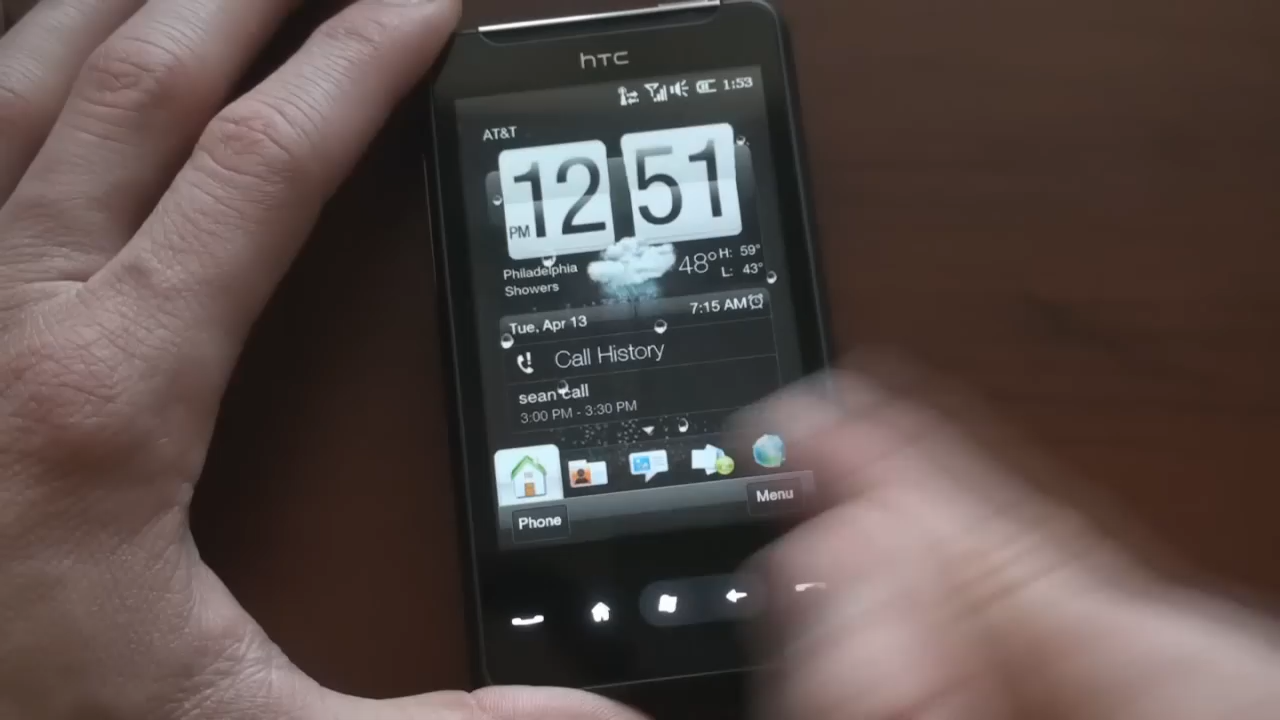 hTC
1:53
AT&T
PM 12 51
Philadelphia
Showers
48° H: 59°
L: 43°
Tue, Apr 13
7:15 AM
Call History
sean call
3:00 PM - 3:30 PM
Phone
Menu